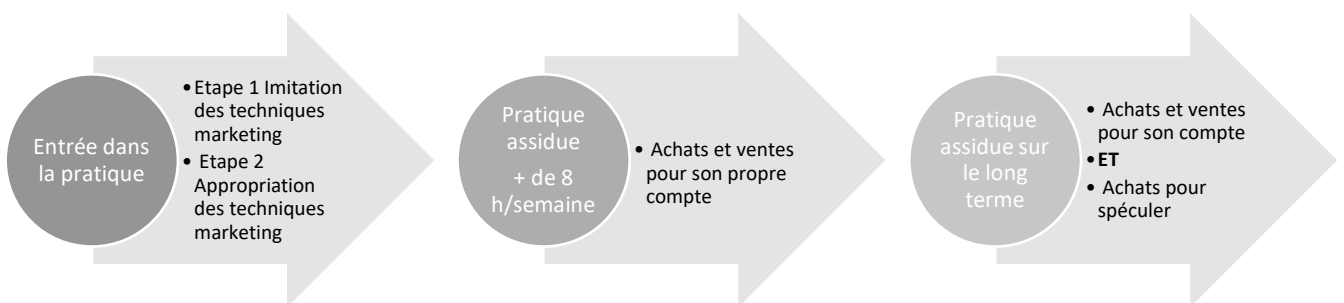 Entrée dans
la pratique
•Etape 1 Imitation
des techniques
marketing
• Etape 2
Appropriation
des techniques
marketing
Pratique
assidue
+ de 8
h/semaine
• Achats et ventes
pour son propre
compte
Pratique
assidue sur
le long
terme
• Achats et ventes
pour son compte
•ET
• Achats pour
spéculer